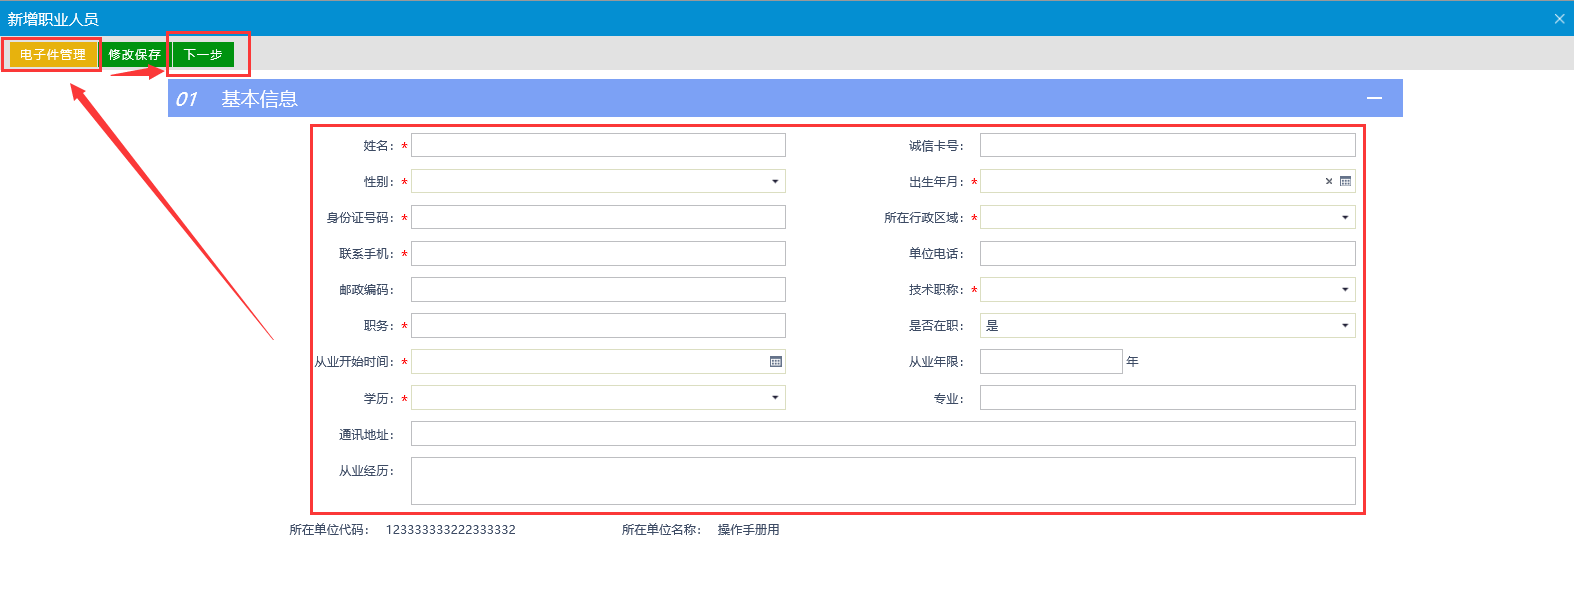 新增职业人员
电子件管理 修改保存 下一步
01 基本信息
姓名: * 诚信卡号:
性别: * 出生年月: *
身份证号码: * 所在行政区域: *
联系手机: * 单位电话:
邮政编码: 技术职称: *
职务: * 是否在职: 是
从业开始时间: * 从业年限: 年
学历: * 专业:
通讯地址:
从业经历:
所在单位代码: 123333333222333332 所在单位名称: 操作手册用